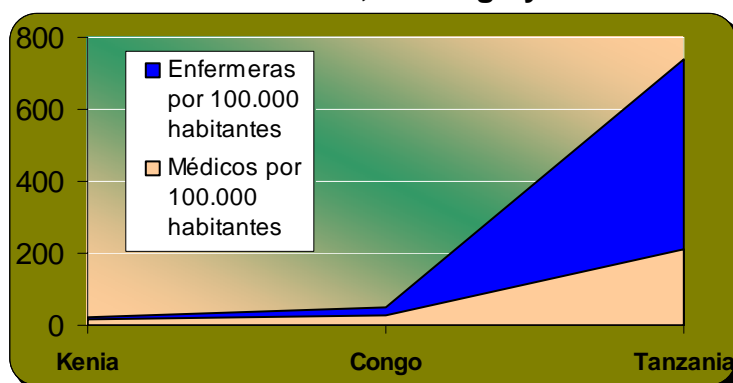 800
600
400
200
0
Enfermeras
por 100.000
habitantes
Médicos por
100.000
habitantes
Kenia Congo Tanzania